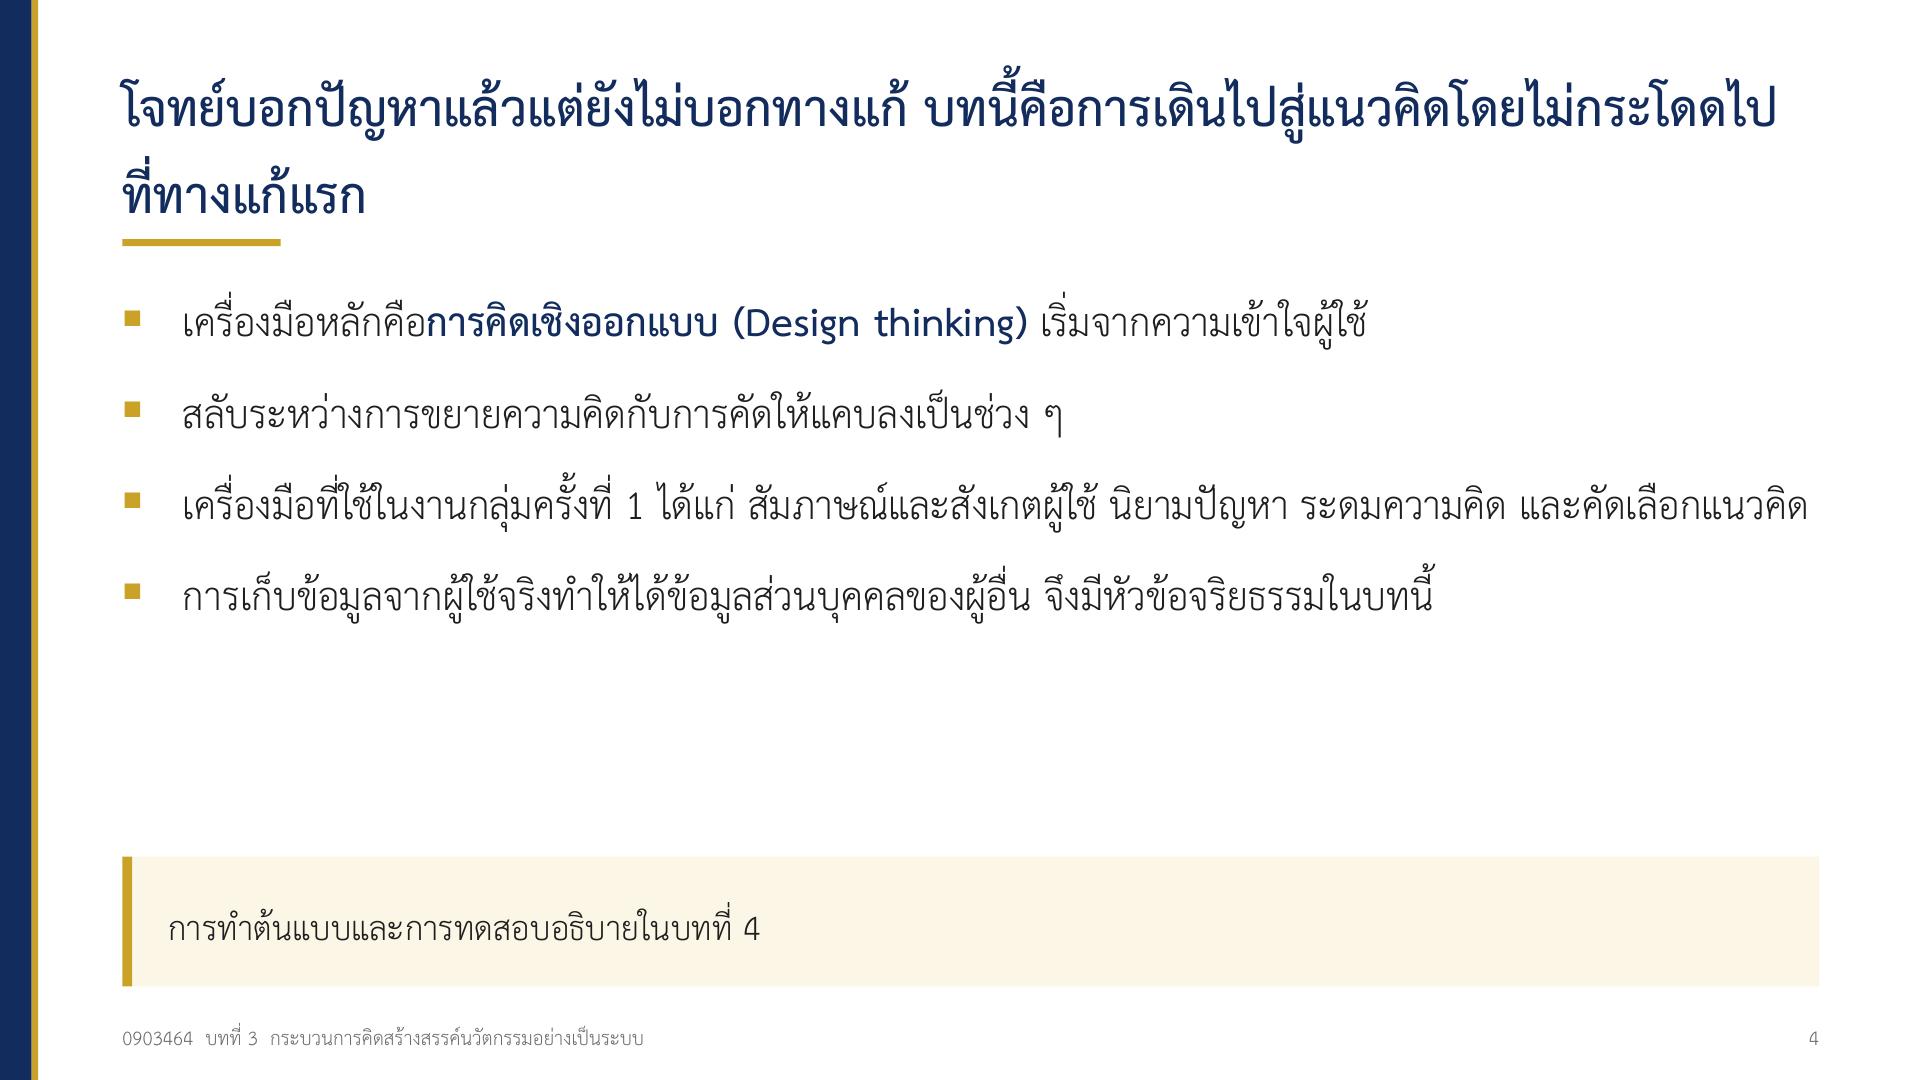 โจทย์บอกปัญหาแล้วแต่ยังไม่บอกทางแก้ บทนี้คือการเดินไปสู่แนวคิดโดยไม่กระโดดไป
ที่ทางแก้แรก
เครื่องมือหลักคือการคิดเชิงออกแบบ (Design thinking) เริ่มจากความเข้าใจผู้ใช้
สลับระหว่างการขยายความคิดกับการคัดให้แคบลงเป็นช่วง ๆ
เครื่องมือที่ใช้ในงานกลุ่มครั้งที่ 1 ได้แก่ สัมภาษณ์และสังเกตผู้ใช้ นิยามปัญหา ระดมความคิด และคัดเลือกแนวคิด
การเก็บข้อมูลจากผู้ใช้จริงทำให้ได้ข้อมูลส่วนบุคคลของผู้อื่น จึงมีหัวข้อจริยธรรมในบทนี้
การทำต้นแบบและการทดสอบอธิบายในบทที่ 4
0903464 บทที่ 3 กระบวนการคิดสร้างสรรค์นวัตกรรมอย่างเป็นระบบ
4